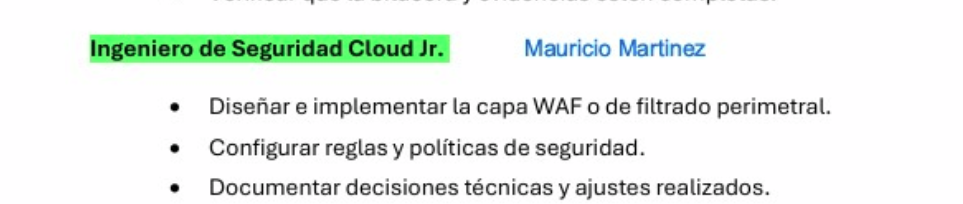 Ingeniero de Seguridad Cloud Jr. Mauricio Martinez
• Diseñar e implementar la capa WAF o de filtrado perimetral.
• Configurar reglas y políticas de seguridad.
• Documentar decisiones técnicas y ajustes realizados.